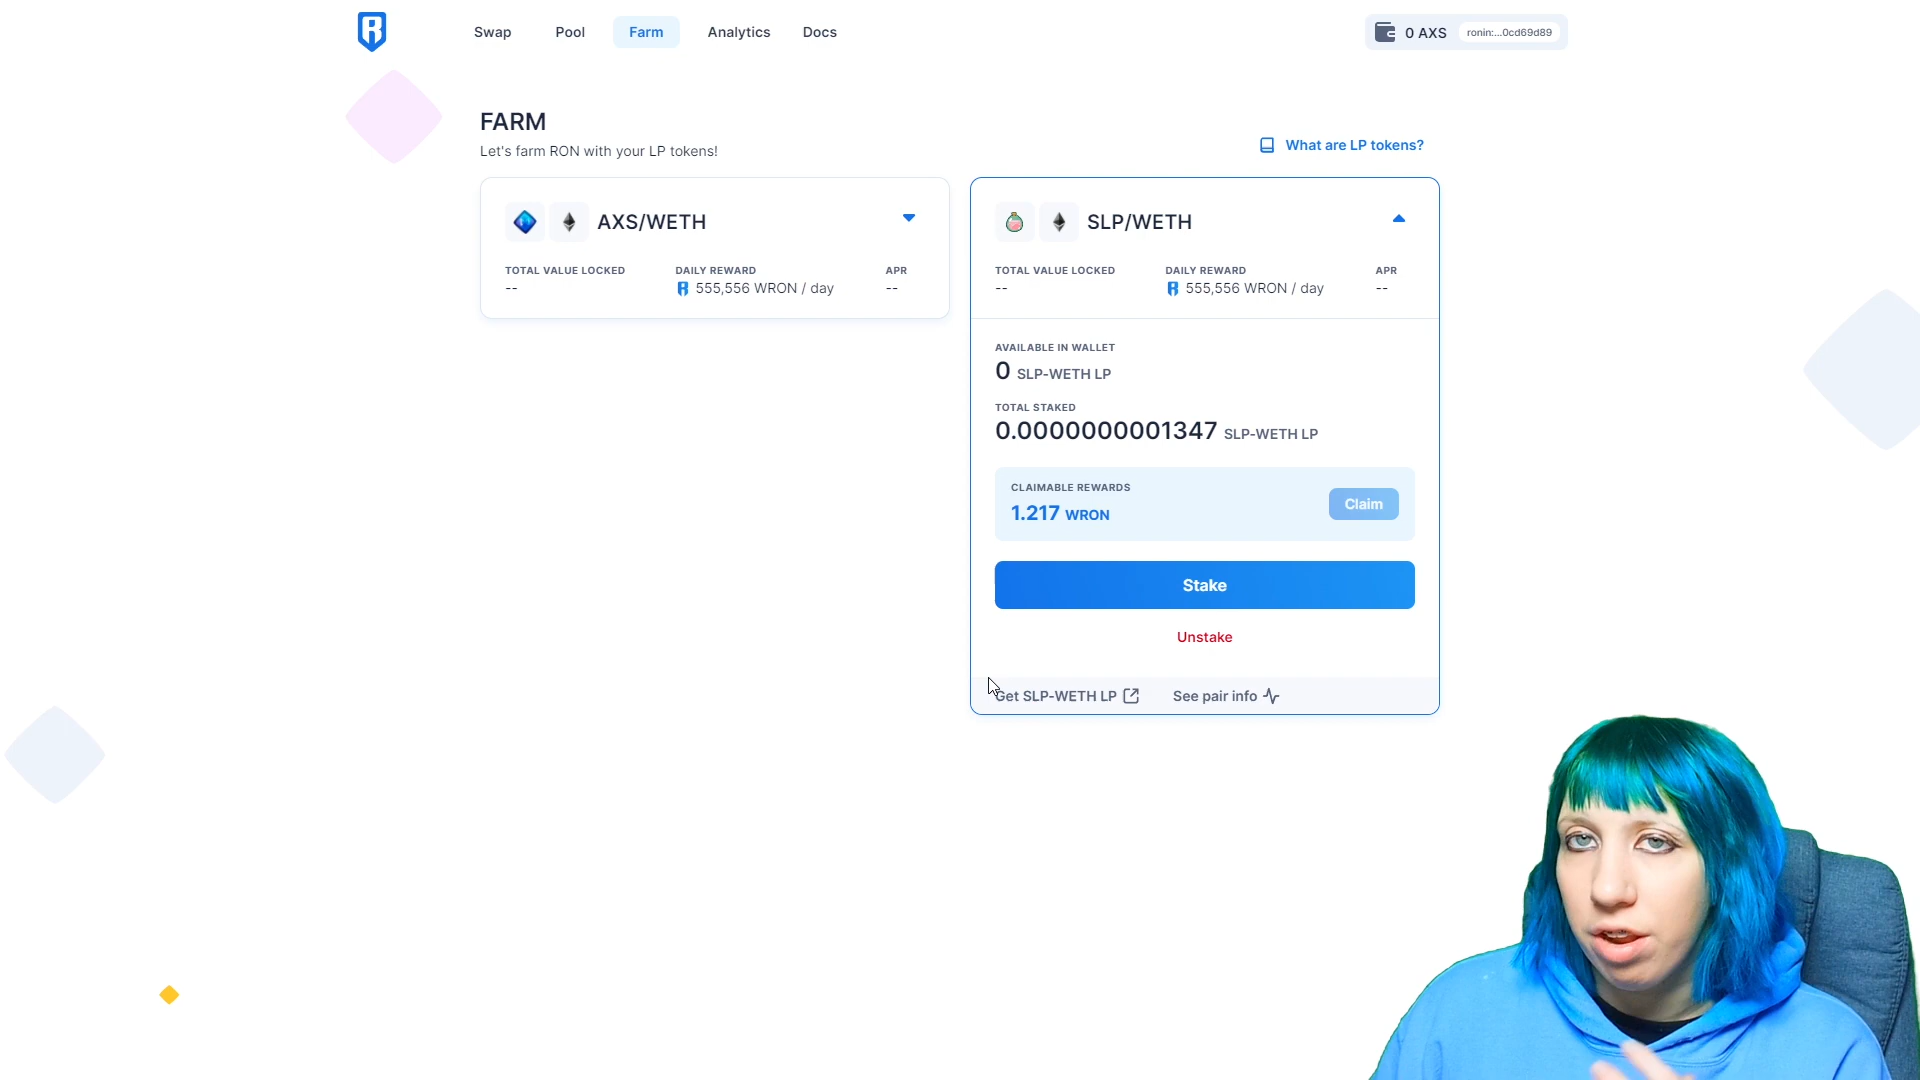 Swap
Pool
Farm
Analytics
Docs
0 AXS
ronin:...0cd69d89
FARM
Let's farm RON with your LP tokens!
What are LP tokens?
AXS/WETH
TOTAL VALUE LOCKED
DAILY REWARD
APR
--
555,556 WRON / day
--
SLP/WETH
TOTAL VALUE LOCKED
DAILY REWARD
APR
--
555,556 WRON / day
--
AVAILABLE IN WALLET
0 SLP-WETH LP
TOTAL STAKED
0.0000000001347 SLP-WETH LP
CLAIMABLE REWARDS
1.217 WRON
Claim
Stake
Unstake
Get SLP-WETH LP
See pair info